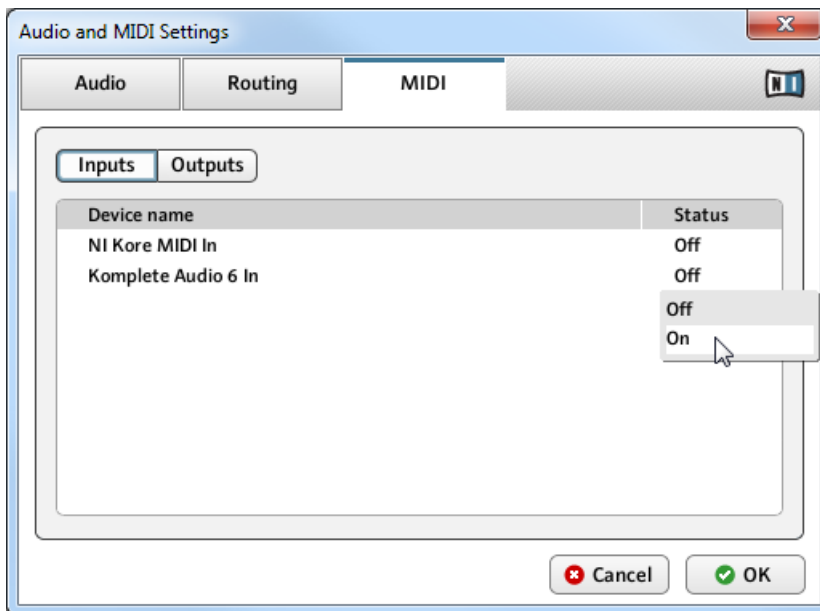 Audio and MIDI Settings
Audio Routing MIDI NI
Inputs Outputs
Device name Status
NI Kore MIDI In Off
Komplete Audio 6 In Off
Off
On
Cancel OK